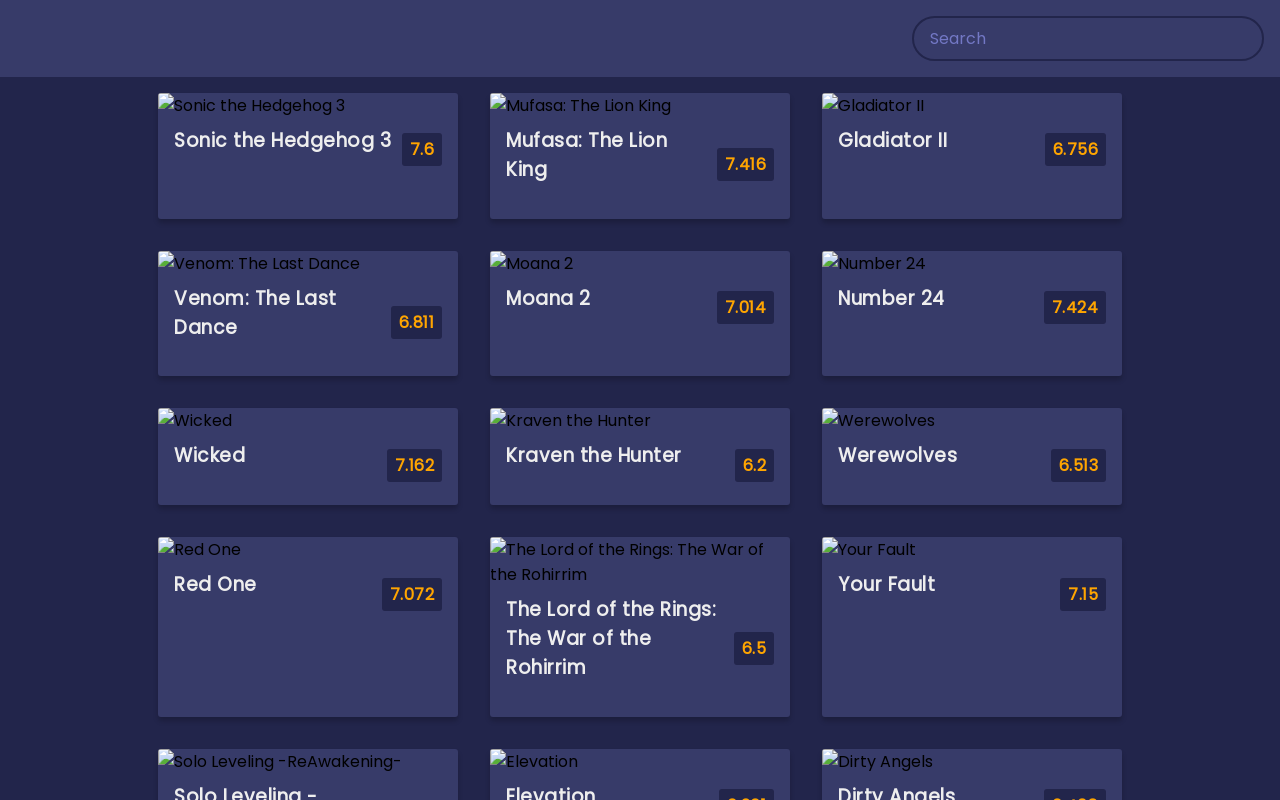 Search
Sonic the Hedgehog 3
Sonic the Hedgehog 3
7.6
Mufasa: The Lion King
Mufasa: The Lion
King
7.416
Gladiator II
Gladiator II
6.756
Venom: The Last Dance
Venom: The Last
Dance
6.811
Moana 2
Moana 2
7.014
Number 24
Number 24
7.424
Wicked
Wicked
7.162
Kraven the Hunter
Kraven the Hunter
6.2
Werewolves
Werewolves
6.513
Red One
Red One
7.072
The Lord of the Rings: The War of
the Rohirrim
The Lord of the Rings:
The War of the
Rohirrim
6.5
Your Fault
Your Fault
7.15
Solo Leveling -ReAwakening-
Solo Leveling -
Elevation
Elevation
Dirty Angels
Dirty Angels